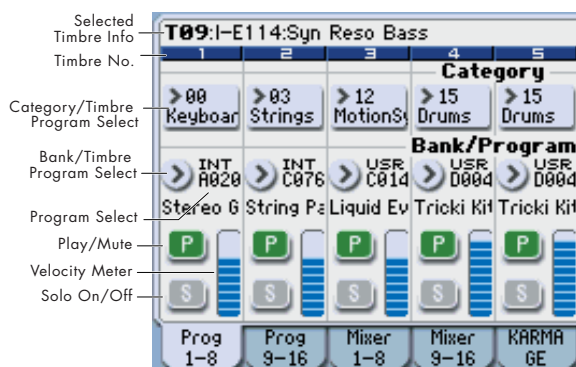 Selected
Timbre Info
T09:I-E114:Syn Reso Bass
Timbre No.
1 2 3 4 5
Category
Category/Timbre
Program Select
00 03 12 15 15
Keyboar Strings MotionSy Drums Drums
Bank/Program
Bank/Timbre
Program Select
INT INT USR USR USR
A020 C076 C014 D004 D004
Program Select
Stereo G String Pa Liquid Ev Tricki Kit Tricki Kit
Play/Mute
P P P P P
Velocity Meter
Solo On/Off
S S S S S
Prog Prog Mixer Mixer KARMA
1-8 9-16 1-8 9-16 GE